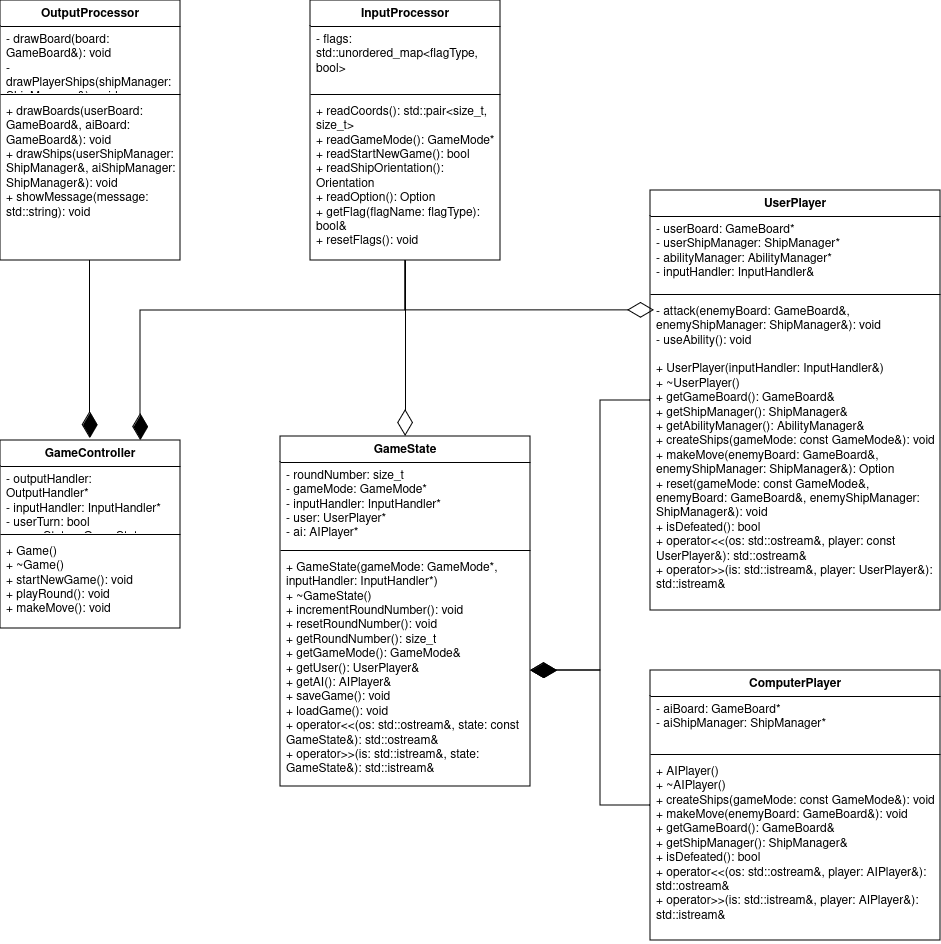 OutputProcessor
- drawBoard(board:
GameBoard&): void
-
drawPlayerShips(shipManager:
+ drawBoards(userBoard:
GameBoard&, aiBoard:
GameBoard&): void
+ drawShips(userShipManager:
ShipManager&, aiShipManager:
ShipManager&): void
+ showMessage(message:
std::string): void
InputProcessor
- flags:
std::unordered_map<flagType,
bool>
+ readCoords(): std::pair<size_t,
size_t>
+ readGameMode(): GameMode*
+ readStartNewGame(): bool
+ readShipOrientation():
Orientation
+ readOption(): Option
+ getFlag(flagName: flagType):
bool&
+ resetFlags(): void
UserPlayer
- userBoard: GameBoard*
- userShipManager: ShipManager*
- abilityManager: AbilityManager*
- inputHandler: InputHandler&
- attack(enemyBoard: GameBoard&,
enemyShipManager: ShipManager&): void
- useAbility(): void
+ UserPlayer(inputHandler: InputHandler&)
+ ~UserPlayer()
+ getGameBoard(): GameBoard&
+ getShipManager(): ShipManager&
+ getAbilityManager(): AbilityManager&
+ createShips(gameMode: const GameMode&): void
+ makeMove(enemyBoard: GameBoard&,
enemyShipManager: ShipManager&): Option
+ reset(gameMode: const GameMode&,
enemyBoard: GameBoard&, enemyShipManager:
ShipManager&): void
+ isDefeated(): bool
+ operator<<(os: std::ostream&, player: const
UserPlayer&): std::ostream&
+ operator>>(is: std::istream&, player: UserPlayer&):
std::istream&
GameController
- outputHandler:
OutputHandler*
- inputHandler: InputHandler*
- userTurn: bool
+ Game()
+ ~Game()
+ startNewGame(): void
+ playRound(): void
+ makeMove(): void
GameState
- roundNumber: size_t
- gameMode: GameMode*
- inputHandler: InputHandler*
- user: UserPlayer*
- ai: AIPlayer*
+ GameState(gameMode: GameMode*,
inputHandler: InputHandler*)
+ ~GameState()
+ incrementRoundNumber(): void
+ resetRoundNumber(): void
+ getRoundNumber(): size_t
+ getGameMode(): GameMode&
+ getUser(): UserPlayer&
+ getAI(): AIPlayer&
+ saveGame(): void
+ loadGame(): void
+ operator<<(os: std::ostream&, state: const
GameState&): std::ostream&
+ operator>>(is: std::istream&, state:
GameState&): std::istream&
ComputerPlayer
- aiBoard: GameBoard*
- aiShipManager: ShipManager*
+ AIPlayer()
+ ~AIPlayer()
+ createShips(gameMode: const GameMode&): void
+ makeMove(enemyBoard: GameBoard&): void
+ getGameBoard(): GameBoard&
+ getShipManager(): ShipManager&
+ isDefeated(): bool
+ operator<<(os: std::ostream&, player: AIPlayer&):
std::ostream&
+ operator>>(is: std::istream&, player: AIPlayer&):
std::istream&